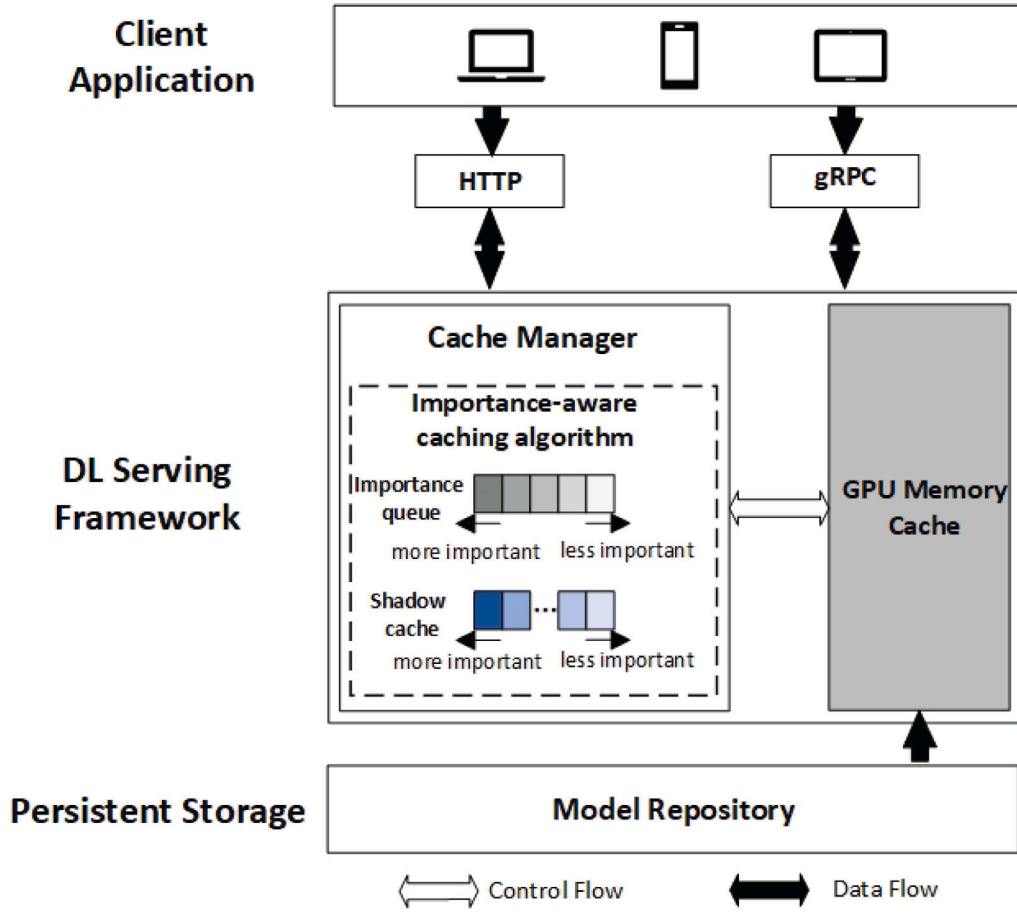 Client
Application
HTTP
gRPC
DL Serving
Framework
Cache Manager
Importance-aware
caching algorithm
Importance
queue
more important
less important
Shadow
cache
...
more important
less important
GPU Memory
Cache
Persistent Storage
Model Repository
Control Flow
Data Flow